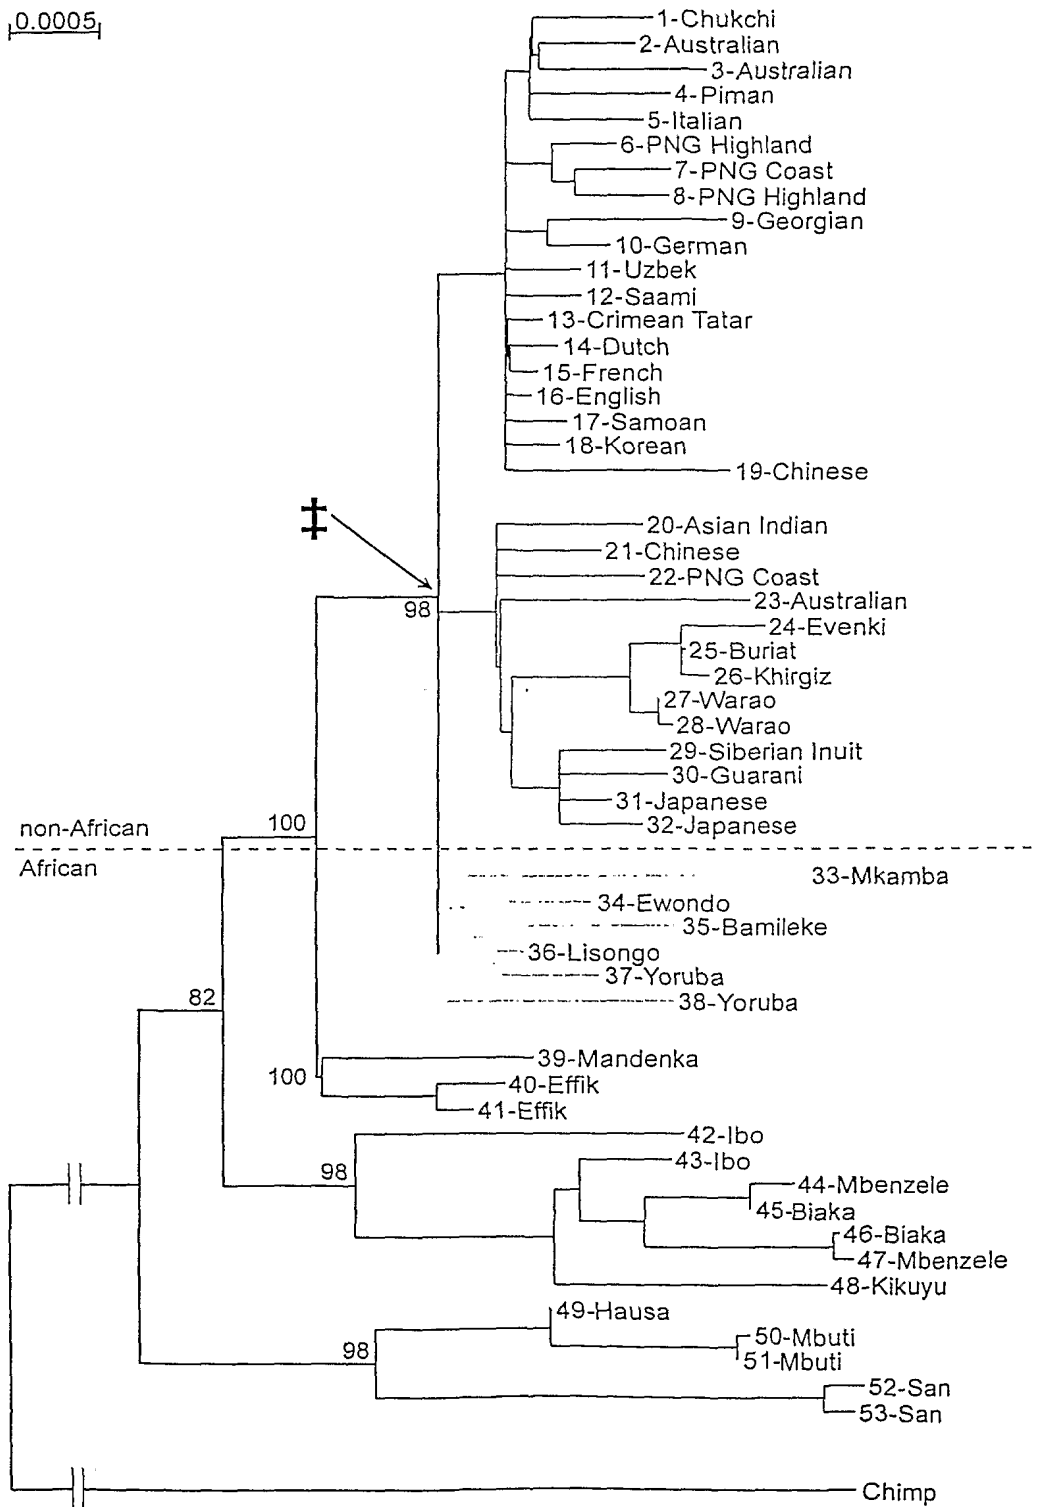 0.0005
1-Chukchi
2-Australian
3-Australian
4-Piman
5-Italian
6-PNG Highland
7-PNG Coast
8-PNG Highland
9-Georgian
10-German
11-Uzbek
12-Saami
13-Crimean Tatar
14-Dutch
15-French
16-English
17-Samoan
18-Korean
19-Chinese
‡
20-Asian Indian
21-Chinese
22-PNG Coast
23-Australian
98
24-Evenki
25-Buriat
26-Khirgiz
27-Warao
28-Warao
29-Siberian Inuit
30-Guarani
31-Japanese
32-Japanese
100
non-African
African
33-Mkamba
34-Ewondo
35-Bamileke
36-Lisongo
37-Yoruba
82
38-Yoruba
39-Mandenka
100
40-Effik
41-Effik
42-Ibo
43-Ibo
98
44-Mbenzele
45-Biaka
46-Biaka
47-Mbenzele
48-Kikuyu
49-Hausa
50-Mbuti
98
51-Mbuti
52-San
53-San
Chimp